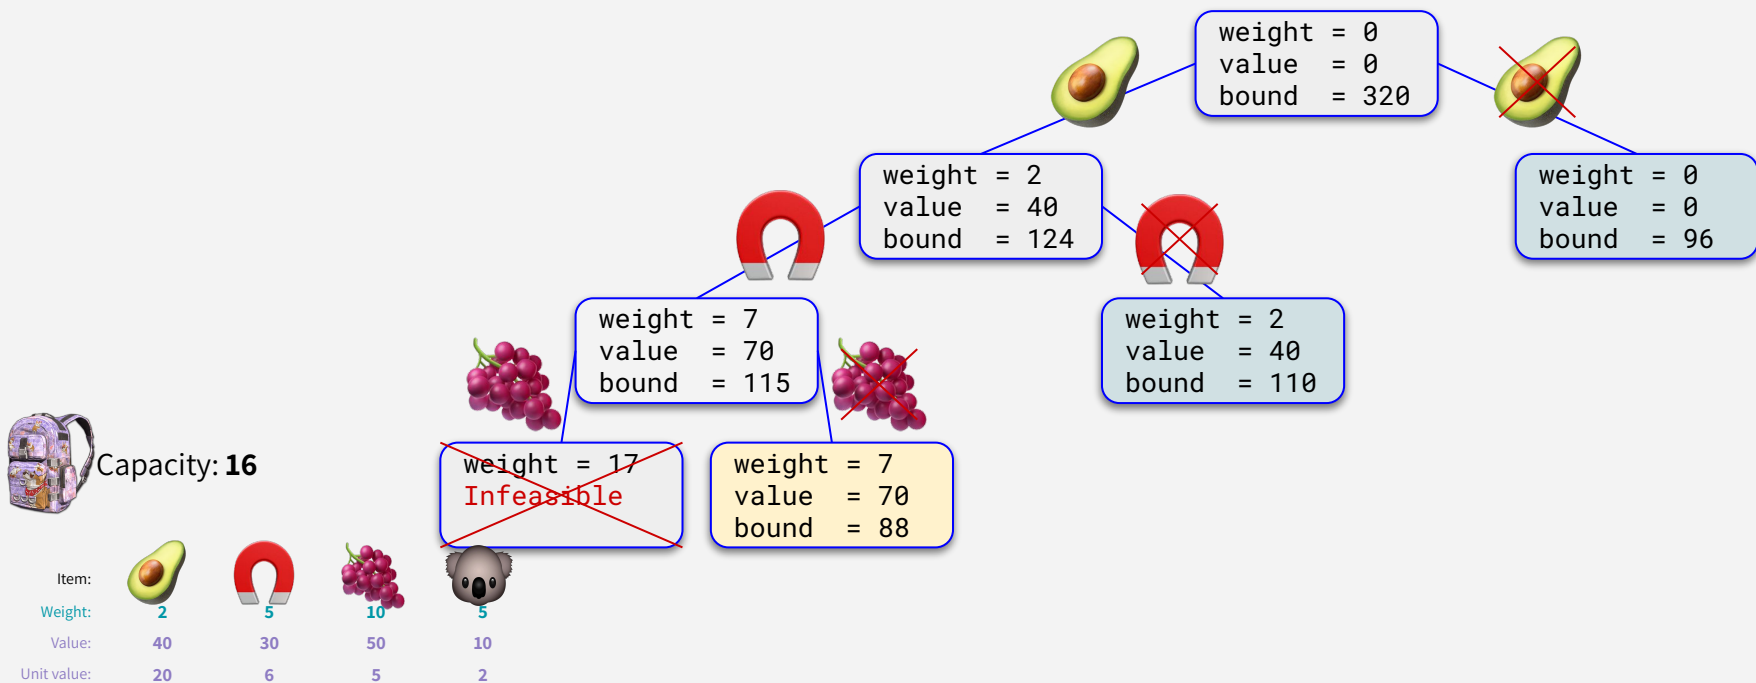 weight = 0
value  = 0
bound  = 320
weight = 2
value  = 40
bound  = 124
weight = 0
value  = 0
bound  = 96
weight = 7
value  = 70
bound  = 115
weight = 2
value  = 40
bound  = 110
Capacity: 16
weight = 17
Infeasible
weight = 7
value  = 70
bound  = 88
Item:
Weight: 2 5 10 5
Value: 40 30 50 10
Unit value: 20 6 5 2